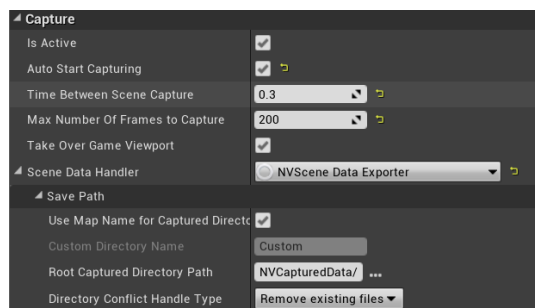 Capture
Is Active
Auto Start Capturing
Time Between Scene Capture 0.3
Max Number Of Frames to Capture 200
Take Over Game Viewport
Scene Data Handler NVScene Data Exporter
Save Path
Use Map Name for Captured Directo
Custom Directory Name Custom
Root Captured Directory Path NVCapturedData/ ...
Directory Conflict Handle Type Remove existing files